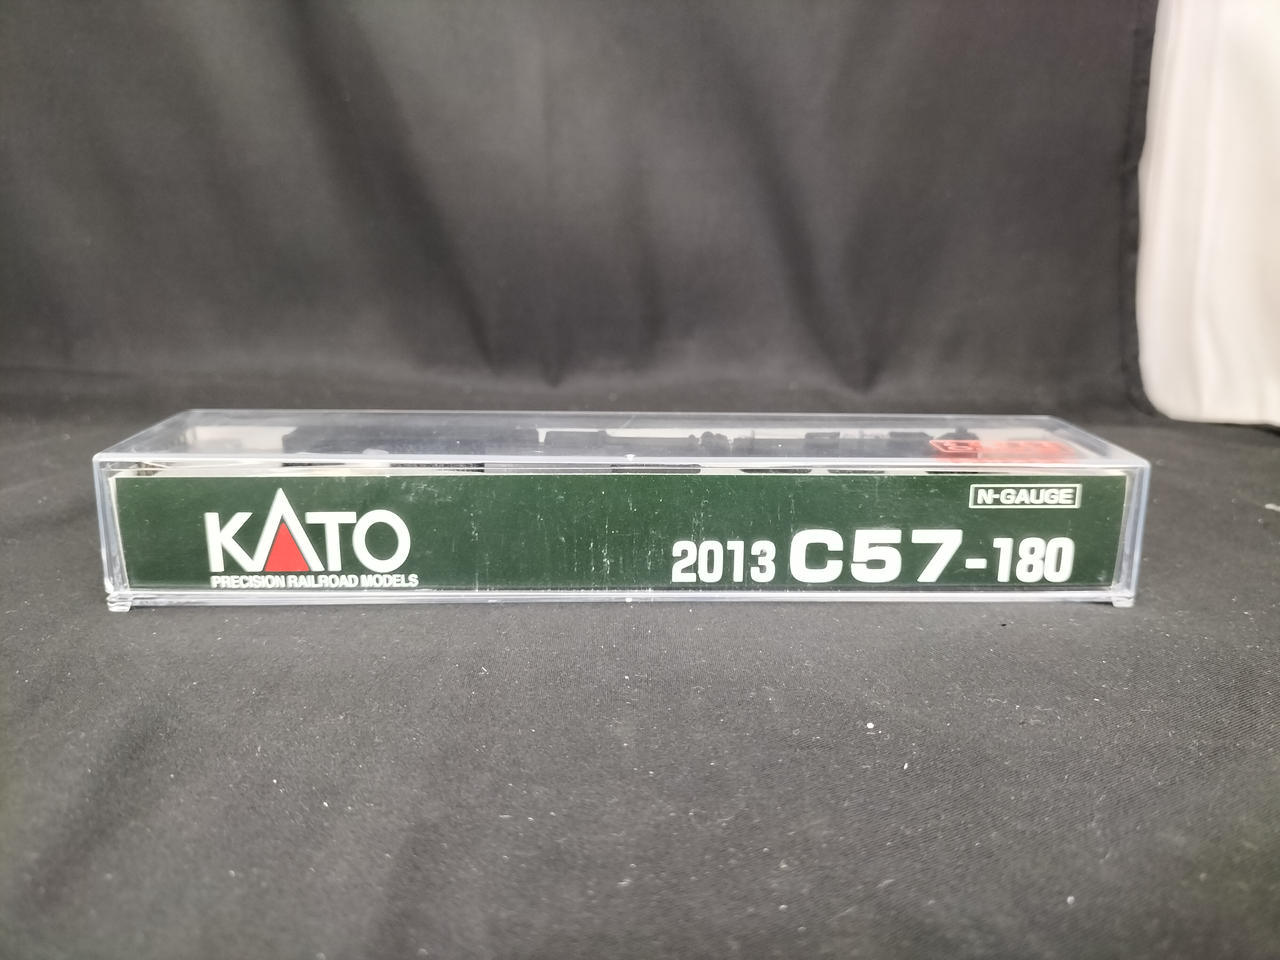 N-GAUGE
KATO
PRECISION RAILROAD MODELS
2013 C57-180